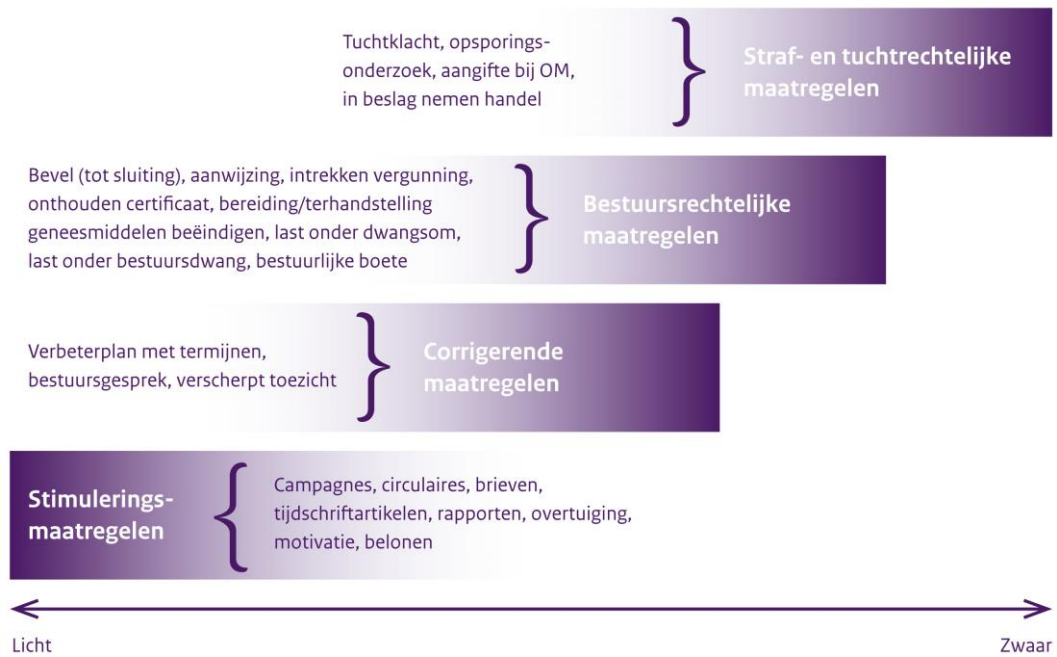 Tuchtklacht, opsporings-
onderzoek, aangifte bij OM,
in beslag nemen handel
Straf- en tuchtrechtelijke
maatregelen
Bevel (tot sluiting), aanwijzing, intrekken vergunning,
onthouden certificaat, bereiding/terhandstelling
geneesmiddelen beëindigen, last onder dwangsom,
last onder bestuursdwang, bestuurlijke boete
Bestuursrechtelijke
maatregelen
Verbeterplan met termijnen,
bestuursgesprek, verscherpt toezicht
Corrigerende
maatregelen
Stimulerings-
maatregelen
Campagnes, circulaires, brieven,
tijdschriftartikelen, rapporten, overtuiging,
motivatie, belonen
Licht
Zwaar